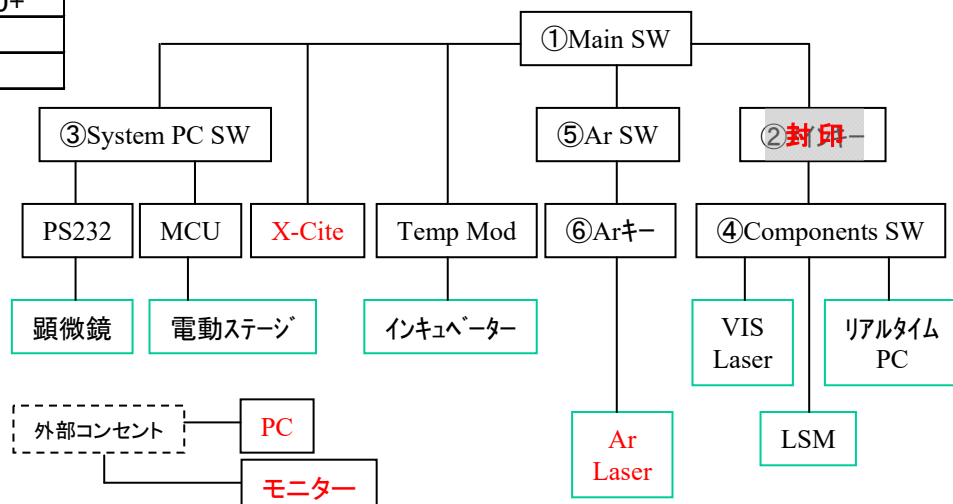 ①Main SW
③System PC SW
⑤Ar SW
②
封印
キー
PS232
MCU
X-Cite
Temp Mod
⑥Arキー
④Components SW
顕微鏡
電動ステージ
インキュベーター
VIS
Laser
リアルタイム
PC
外部コンセント
PC
モニター
Ar
Laser
LSM